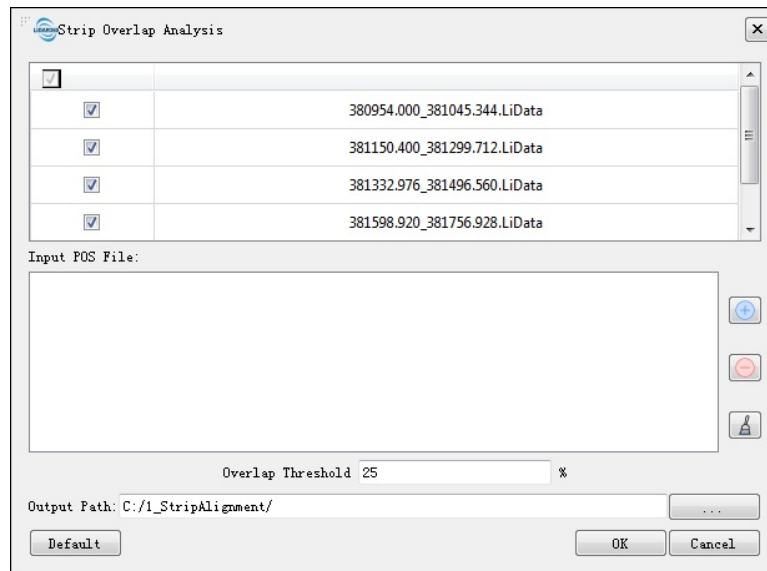 LiDAR360
Strip Overlap Analysis
380954.000_381045.344.LiData
381150.400_381299.712.LiData
381332.976_381496.560.LiData
381598.920_381756.928.LiData
Input POS File:
Overlap Threshold 25 %
Output Path: C:/1_StripAlignment/ ...
Default OK Cancel